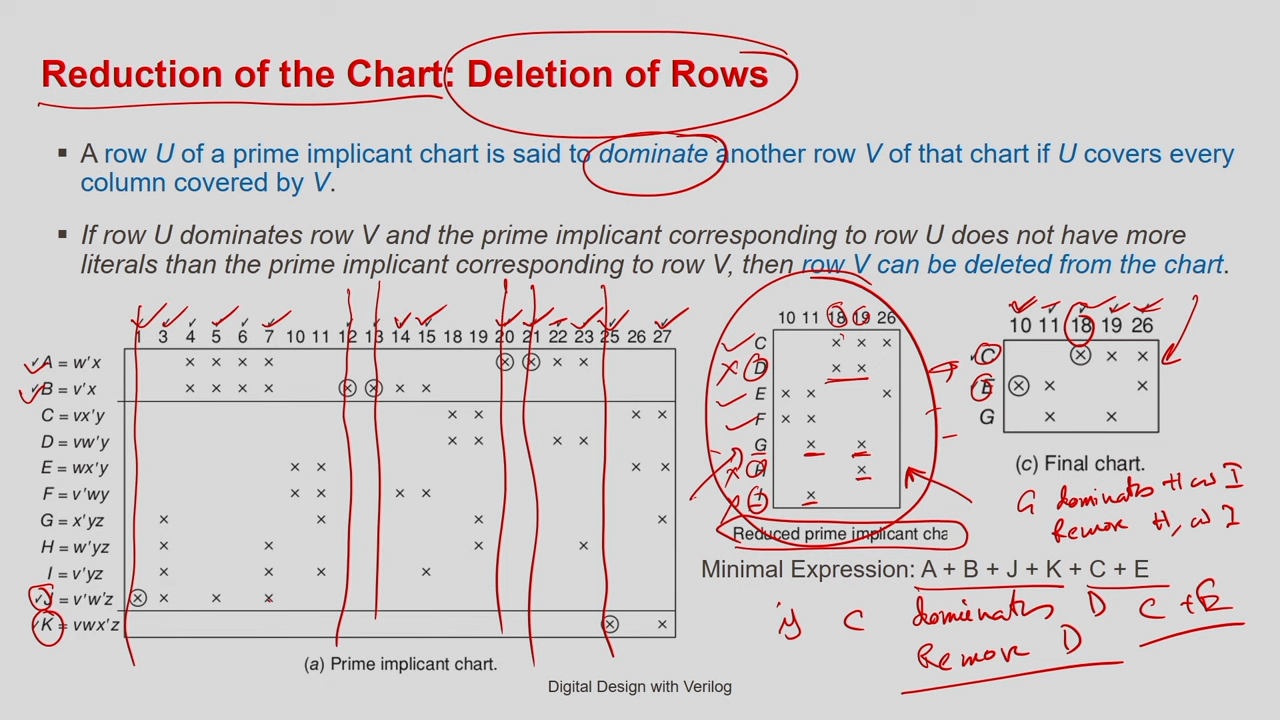 Reduction of the Chart: Deletion of Rows
▪ A row U of a prime implicant chart is said to dominate another row V of that chart if U covers every
column covered by V.
▪ If row U dominates row V and the prime implicant corresponding to row U does not have more
literals than the prime implicant corresponding to row V, then row V can be deleted from the chart.
1 3 4 5 6 7 10 11 12 13 14 15 18 19 20 21 22 23 25 26 27
✓A = w'x × × × × ⊗ ⊗ × ×
✓B = v'x × × × × ⊗ ⊗ × ×
C = vx'y × × × ×
D = vw'y × × × ×
E = wx'y × × × ×
F = v'wy × × × ×
G = x'yz × × × ×
H = w'yz × × × ×
I = v'yz × × × ×
✓J = v'w'z ⊗ × × ×
✓K = vwx'z ⊗ ×
(a) Prime implicant chart.
10 11 18 19 26
C × × ×
D × ×
E × × ×
F × ×
G × ×
H ×
I ×
Reduced prime implicant cha
10 11 18 19 26
✓C ⊗ × ×
✓E ⊗ × ×
G × ×
(c) Final chart.
G dominates H and I
Remove H, and I
Minimal Expression: A + B + J + K + C + E
if C dominates D
Remove D
C + E
Digital Design with Verilog